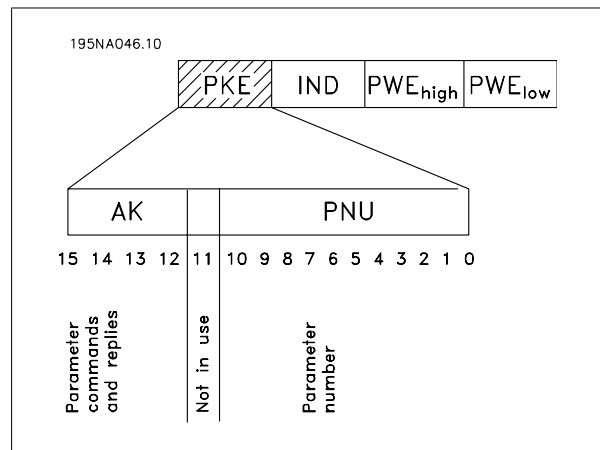 195NA046.10
PKE IND PWEhigh PWElow
AK PNU
15 14 13 12 11 10 9 8 7 6 5 4 3 2 1 0
Parameter
commands
and replies
Not in use
Parameter
number